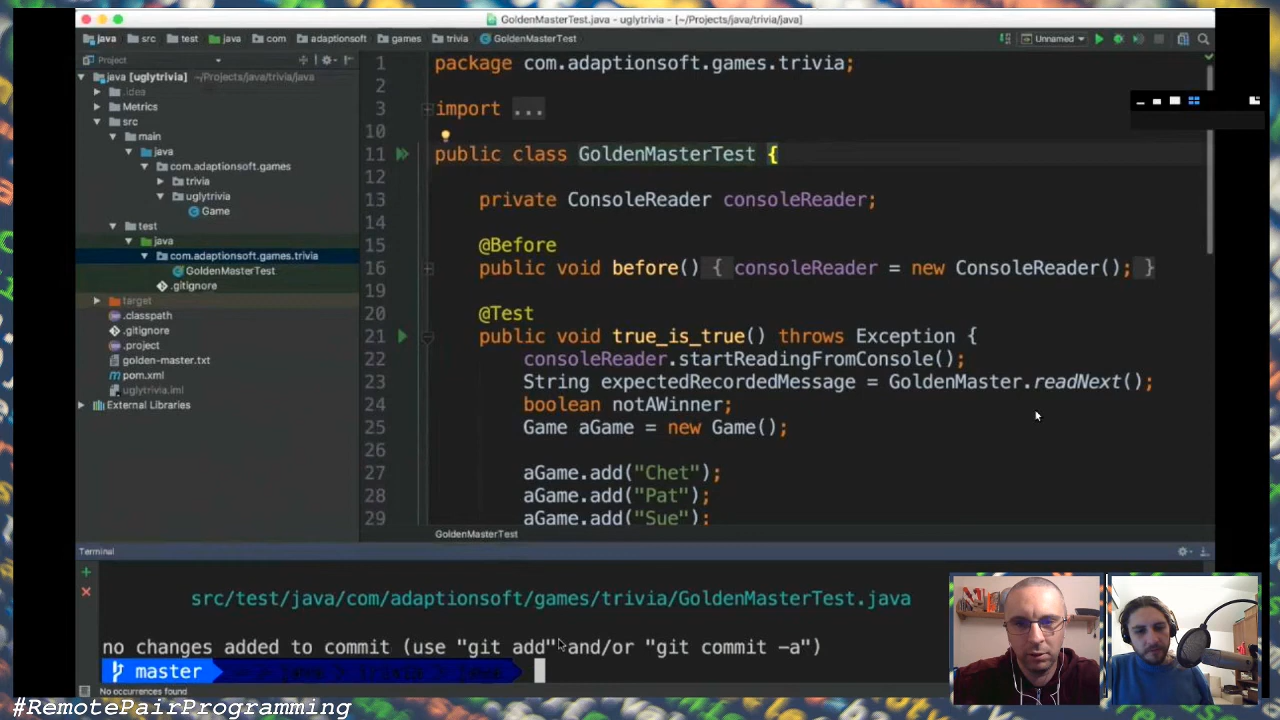 GoldenMasterTest.java - uglytrivia - [~/Projects/java/trivia/java]
java src test java com adaptionsoft games trivia GoldenMasterTest
Unnamed
Project
java [uglytrivia] ~/Projects/java/trivia/java
.idea
Metrics
src
main
java
com.adaptionsoft.games
trivia
uglytrivia
Game
test
java
com.adaptionsoft.games.trivia
GoldenMasterTest
.gitignore
target
.classpath
.gitignore
.project
golden-master.txt
pom.xml
uglytrivia.iml
External Libraries
1 package com.adaptionsoft.games.trivia;
2
3 import ...
10
11 public class GoldenMasterTest {
12
13 private ConsoleReader consoleReader;
14
15 @Before
16 public void before() { consoleReader = new ConsoleReader(); }
19
20 @Test
21 public void true_is_true() throws Exception {
22 consoleReader.startReadingFromConsole();
23 String expectedRecordedMessage = GoldenMaster.readNext();
24 boolean notAWinner;
25 Game aGame = new Game();
26
27 aGame.add("Chet");
28 aGame.add("Pat");
29 aGame.add("Sue");
GoldenMasterTest
Terminal
src/test/java/com/adaptionsoft/games/trivia/GoldenMasterTest.java
no changes added to commit (use "git add" and/or "git commit -a")
master
No occurrences found
#RemotePairProgramming